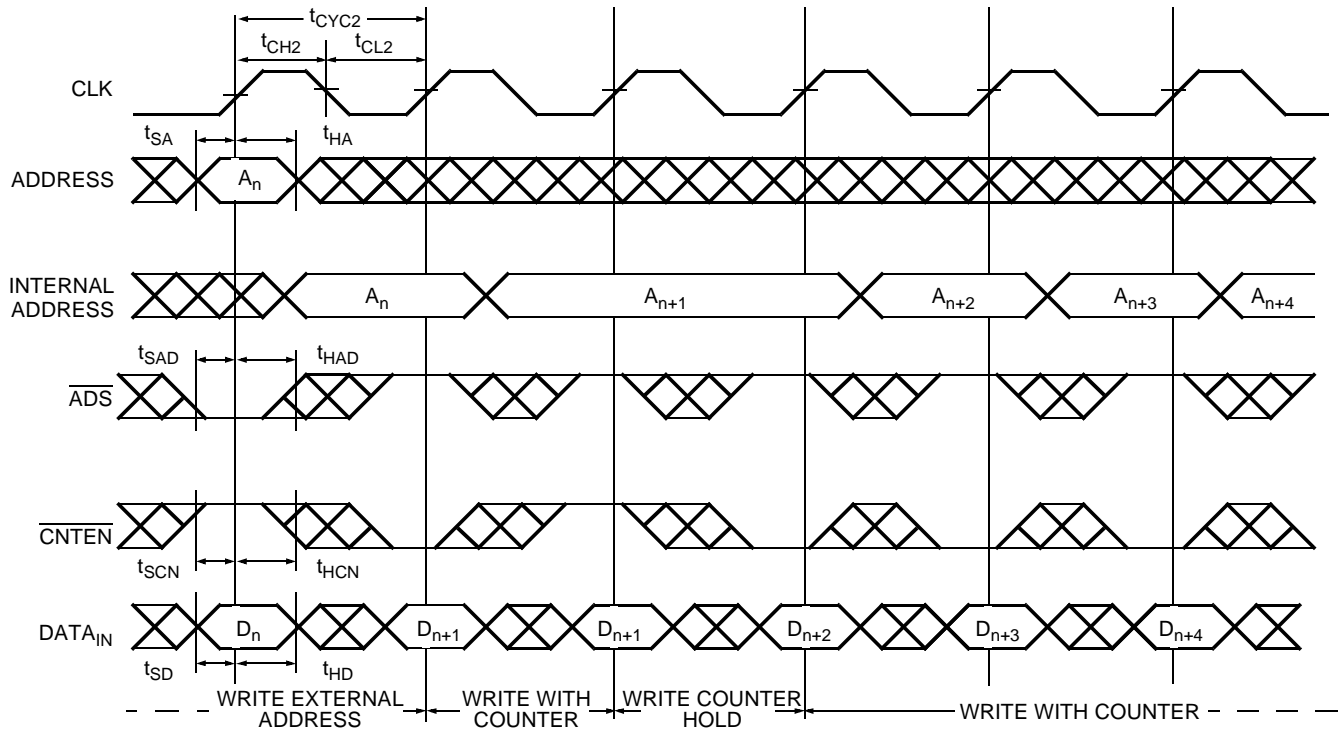 tCYC2
tCH2 tCL2
CLK
tSA tHA
ADDRESS An
INTERNAL
ADDRESS
An An+1 An+2 An+3 An+4
tSAD tHAD
ADS
CNTEN
tSCN tHCN
DATAIN Dn Dn+1 Dn+1 Dn+2 Dn+3 Dn+4
tSD tHD
WRITE EXTERNAL
ADDRESS
WRITE WITH
COUNTER
WRITE COUNTER
HOLD
WRITE WITH COUNTER